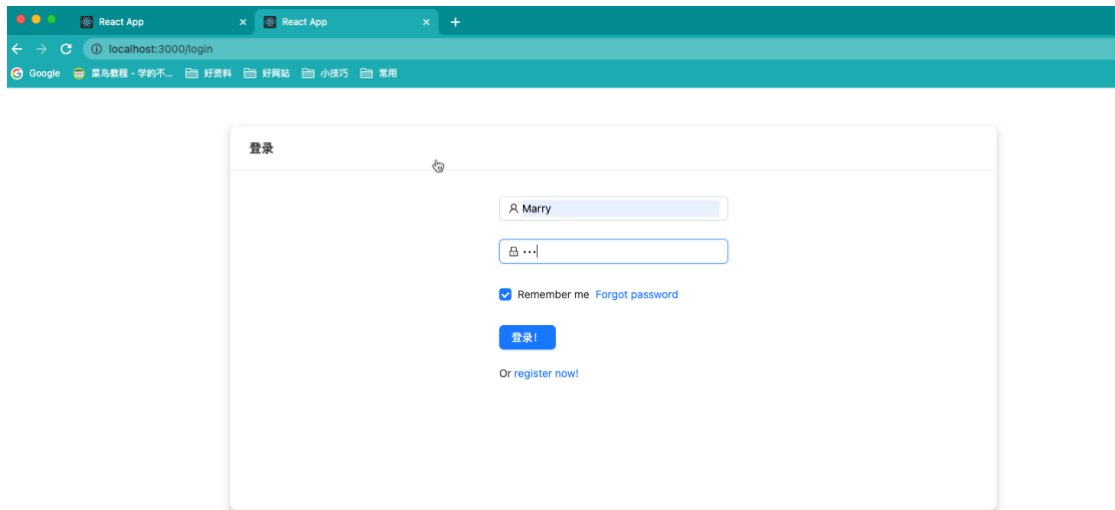 React App
React App
localhost:3000/login
Google 菜鸟教程 - 学的不... 好资料 好网站 小技巧 常用
登录
Marry
•••
Remember me Forgot password
登录!
Or register now!